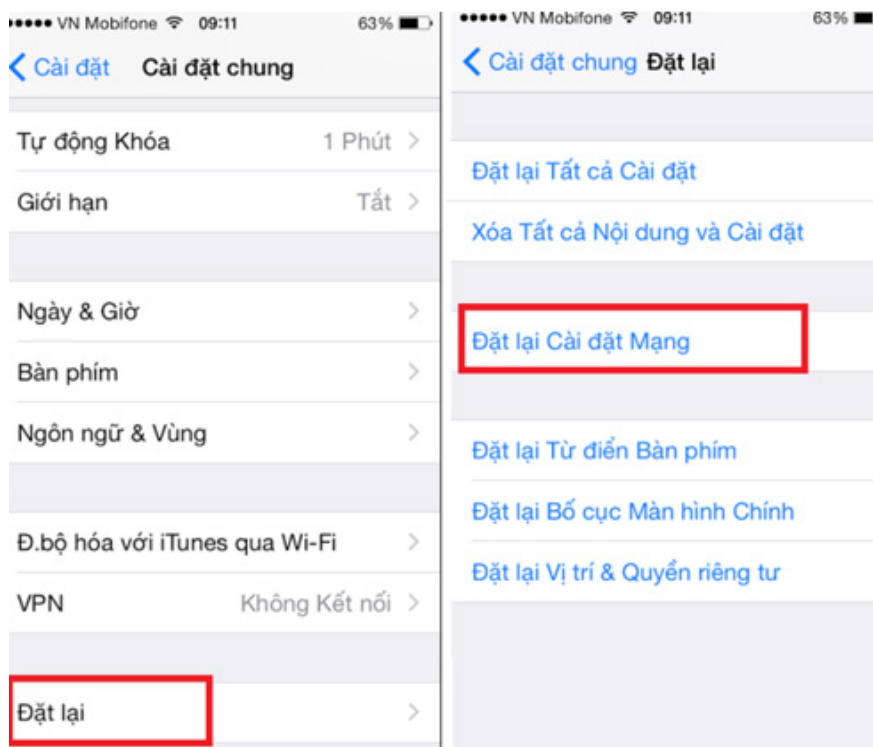 VN Mobifone 09:11 63%
Cài đặt Cài đặt chung
Tự động Khóa 1 Phút
Giới hạn Tắt
Ngày & Giờ
Bàn phím
Ngôn ngữ & Vùng
Đ.bộ hóa với iTunes qua Wi-Fi
VPN Không Kết nối
Đặt lại
VN Mobifone 09:11 63%
Cài đặt chung Đặt lại
Đặt lại Tất cả Cài đặt
Xóa Tất cả Nội dung và Cài đặt
Đặt lại Cài đặt Mạng
Đặt lại Từ điển Bàn phím
Đặt lại Bố cục Màn hình Chính
Đặt lại Vị trí & Quyền riêng tư